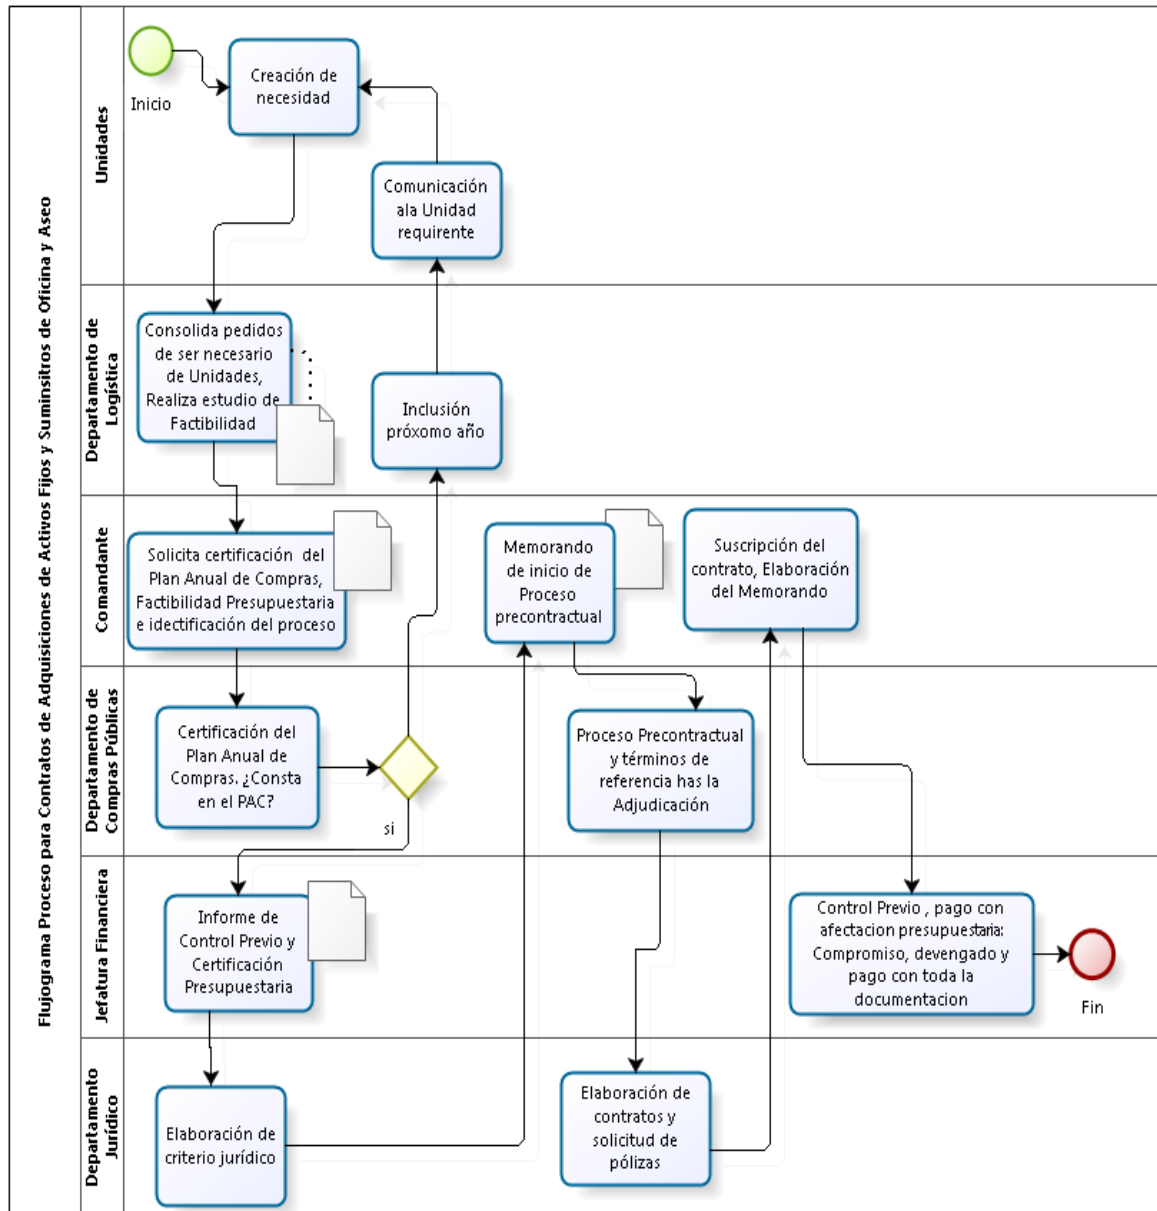 Flujograma Proceso para Contratos de Adquisiciones de Activos Fijos y Suminsitros de Oficina y Aseo
Unidades
Inicio
Creación de
necesidad
Comunicación
ala Unidad
requirente
Departamento de
Logística
Consolida pedidos
de ser necesario
de Unidades,
Realiza estudio de
Factibilidad
Inclusión
próxomo año
Comandante
Solicita certificación del
Plan Anual de Compras,
Factibilidad Presupuestaria
e idectificación del proceso
Memorando
de inicio de
Proceso
precontractual
Suscripción del
contrato, Elaboración
del Memorando
Departamento de
Compras Públicas
Certificación del
Plan Anual de
Compras. ¿Consta
en el PAC?
si
Proceso Precontractual
y términos de
referencia has la
Adjudicación
Jefatura Financiera
Informe de
Control Previo y
Certificación
Presupuestaria
Control Previo , pago con
afectacion presupuestaria:
Compromiso, devengado y
pago con toda la
documentacion
Fin
Departamento
Jurídico
Elaboración de
criterio jurídico
Elaboración de
contratos y
solicitud de
pólizas